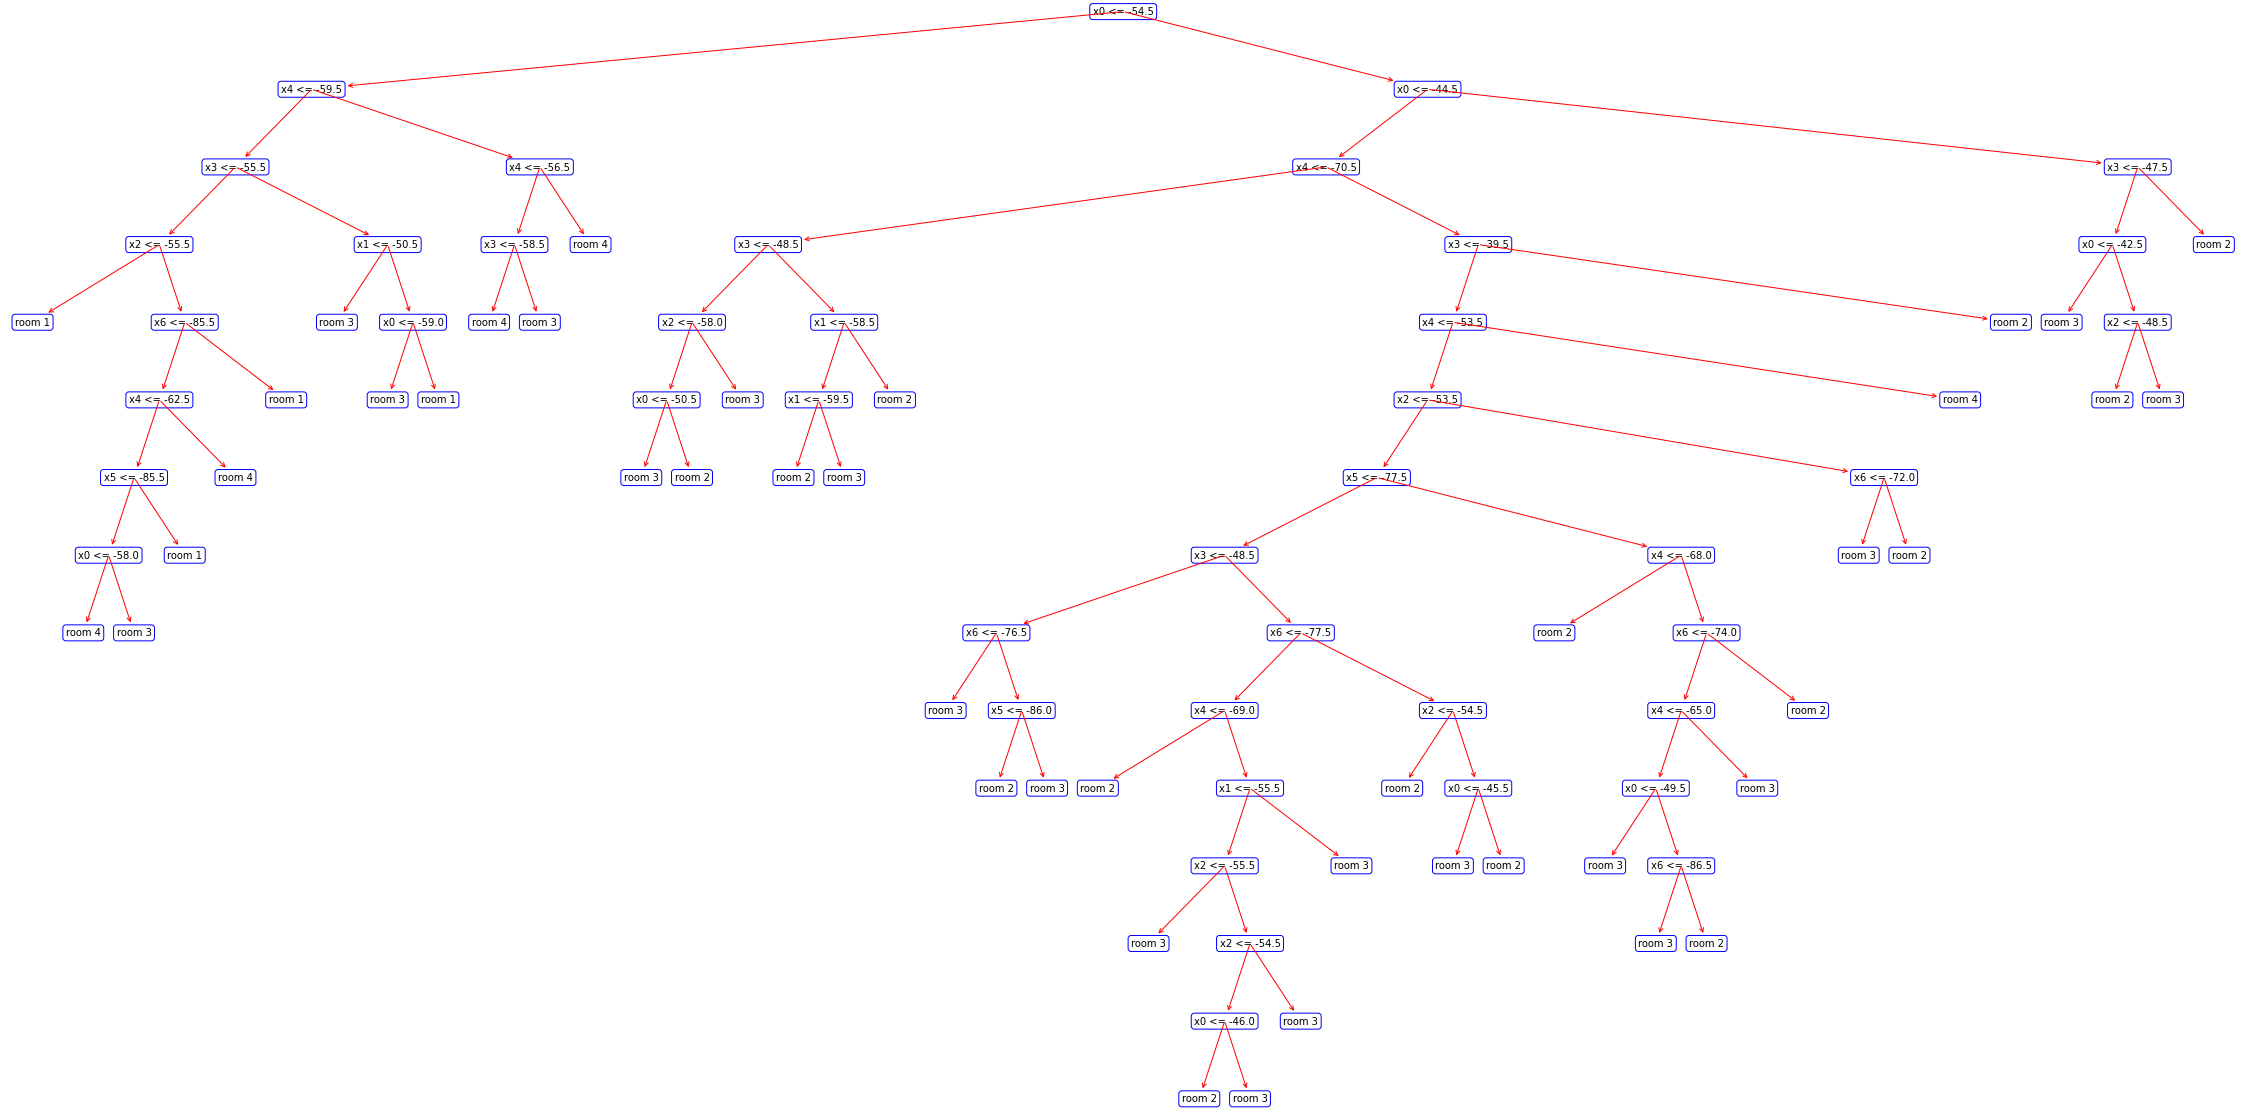 x0 <= -54.5
x4 <= -59.5
x0 <= -44.5
x3 <= -55.5
x4 <= -56.5
x4 <= -70.5
x3 <= -47.5
x2 <= -55.5
x1 <= -50.5
x3 <= -58.5
room 4
x3 <= -48.5
x3 <= -39.5
x0 <= -42.5
room 2
room 1
x6 <= -85.5
room 3
x0 <= -59.0
room 4
room 3
x2 <= -58.0
x1 <= -58.5
x4 <= -53.5
room 2
room 3
x2 <= -48.5
x4 <= -62.5
room 1
room 3
room 1
x0 <= -50.5
room 3
x1 <= -59.5
room 2
x2 <= -53.5
room 4
room 2
room 3
x5 <= -85.5
room 4
room 3
room 2
room 2
room 3
x5 <= -77.5
x6 <= -72.0
x0 <= -58.0
room 1
x3 <= -48.5
x4 <= -68.0
room 3
room 2
room 4
room 3
x6 <= -76.5
x6 <= -77.5
room 2
x6 <= -74.0
room 3
x5 <= -86.0
x4 <= -69.0
x2 <= -54.5
x4 <= -65.0
room 2
room 2
room 3
room 2
x1 <= -55.5
room 2
x0 <= -45.5
x0 <= -49.5
room 3
x2 <= -55.5
room 3
room 3
room 2
room 3
x6 <= -86.5
room 3
x2 <= -54.5
room 3
room 2
x0 <= -46.0
room 3
room 2
room 3